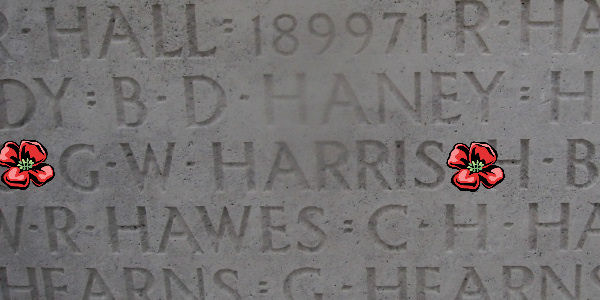 R · HALL : 189971 R · HA
DY : B · D · HANEY : H
G · W · HARRIS H · B
W · R · HAWES : C · H · HA
HEARNS : G · HEARNS